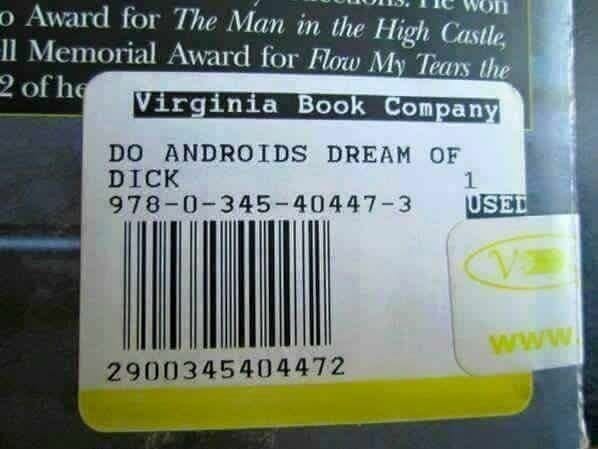 He won
Award for The Man in the High Castle,
Memorial Award for Flow My Tears the
2 of
Virginia Book Company
DO ANDROIDS DREAM OF
DICK 1
978-0-345-40447-3 USED
2900345404472
V
www.